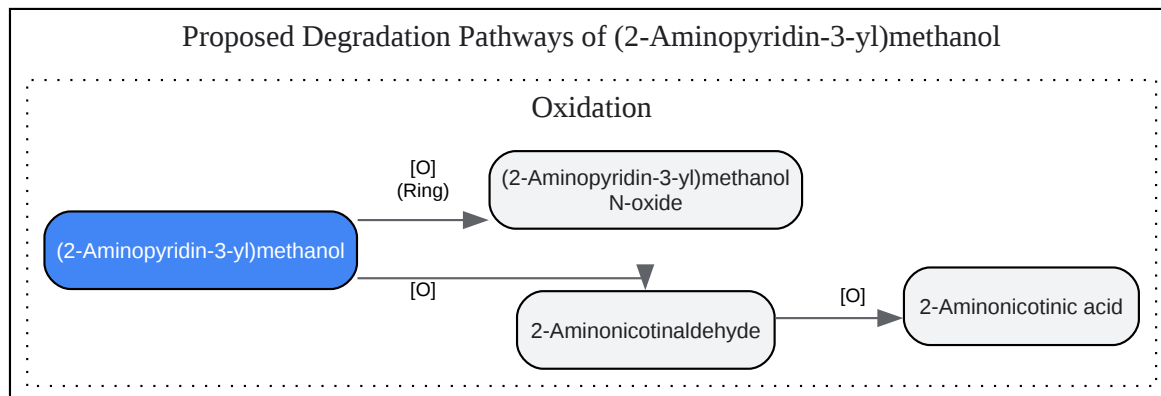 Proposed Degradation Pathways of (2-Aminopyridin-3-yl)methanol
Oxidation
[O]
(Ring)
(2-Aminopyridin-3-yl)methanol
N-oxide
(2-Aminopyridin-3-yl)methanol
[O]
2-Aminonicotinaldehyde
[O]
2-Aminonicotinic acid